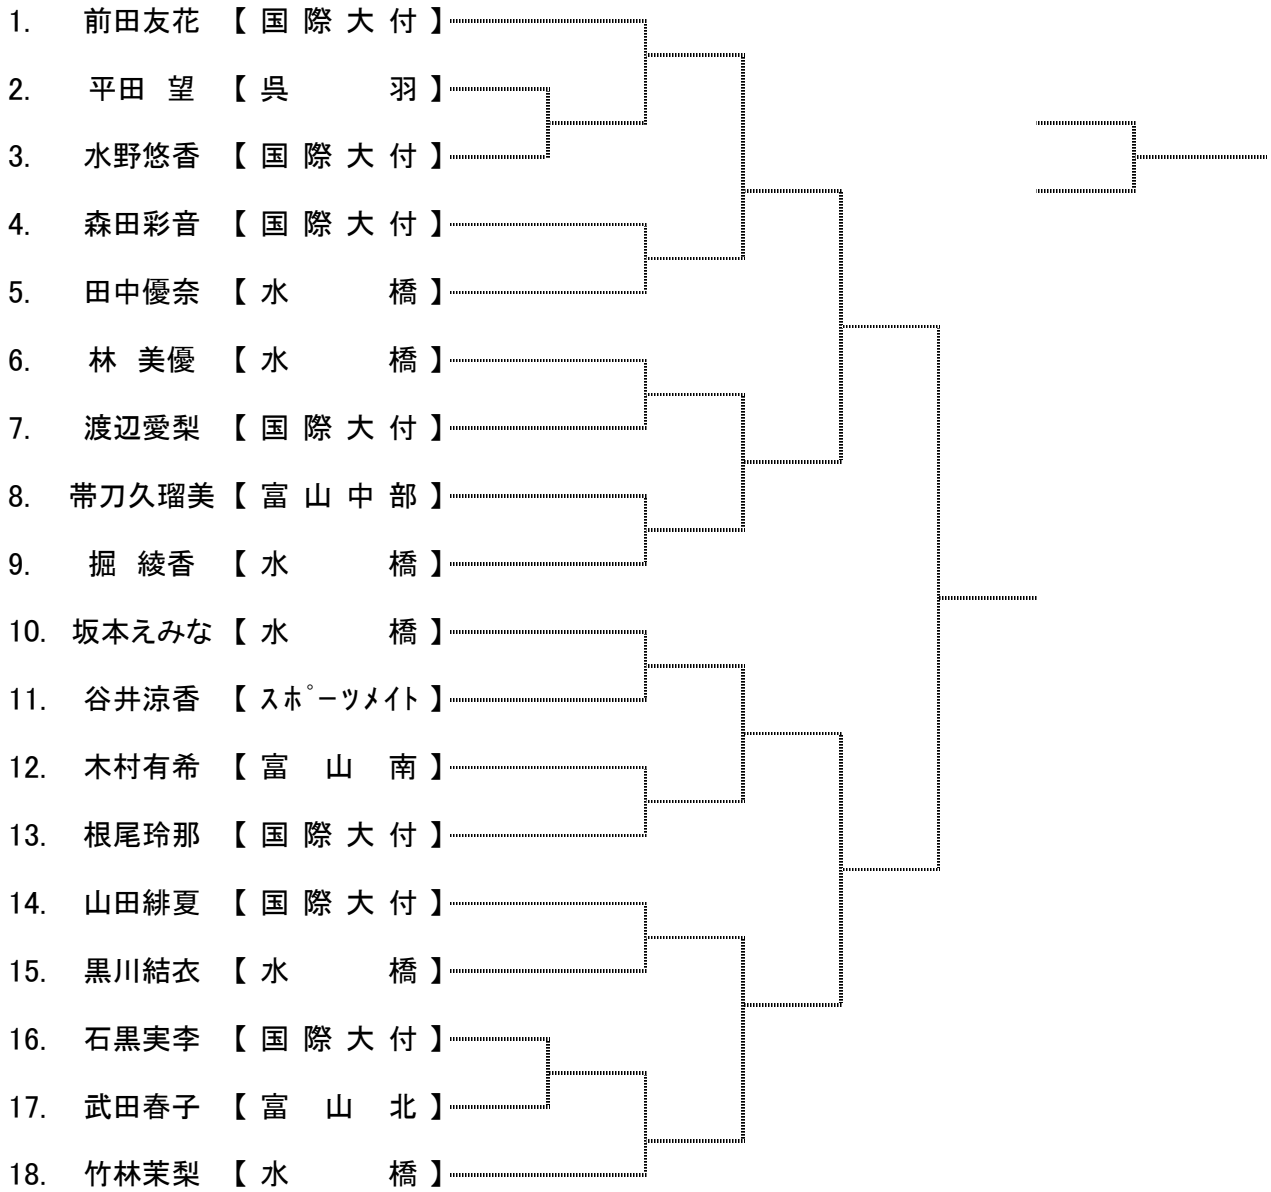 1. 前田友花 【 国 際 大 付 】
2. 平田 望 【 呉 羽 】
3. 水野悠香 【 国 際 大 付 】
4. 森田彩音 【 国 際 大 付 】
5. 田中優奈 【 水 橋 】
6. 林 美優 【 水 橋 】
7. 渡辺愛梨 【 国 際 大 付 】
8. 帯刀久瑠美 【 富 山 中 部 】
9. 掘 綾香 【 水 橋 】
10. 坂本えみな 【 水 橋 】
11. 谷井涼香 【 ｽﾎﾟｰﾂﾒｲﾄ 】
12. 木村有希 【 富 山 南 】
13. 根尾玲那 【 国 際 大 付 】
14. 山田緋夏 【 国 際 大 付 】
15. 黒川結衣 【 水 橋 】
16. 石黒実李 【 国 際 大 付 】
17. 武田春子 【 富 山 北 】
18. 竹林茉梨 【 水 橋 】